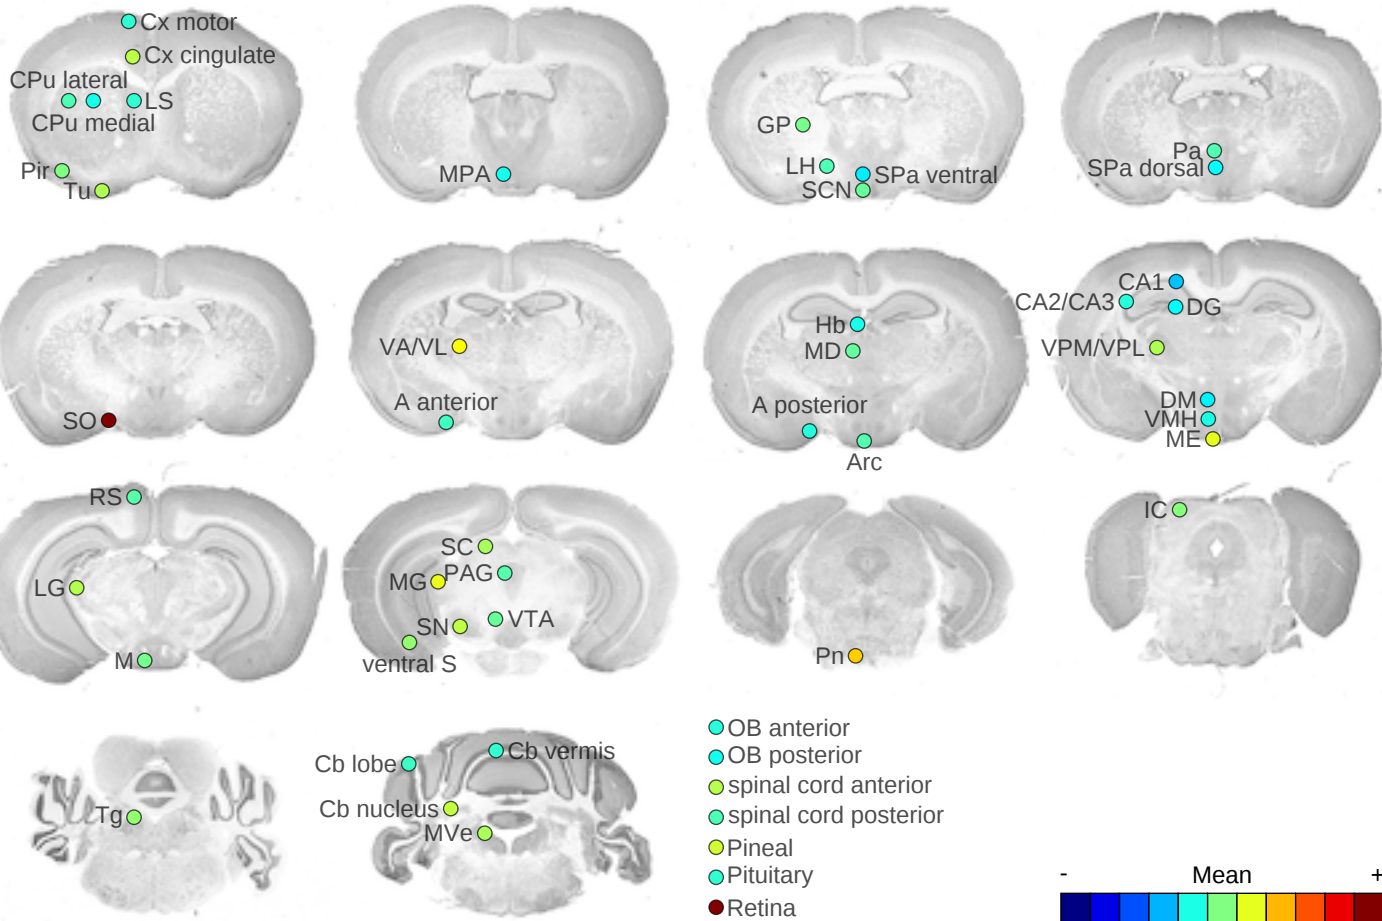 Cx motor
Cx cingulate
CPu lateral
LS
CPu medial
Pir
Tu
MPA
GP
LH
SPa ventral
SCN
Pa
SPa dorsal
SO
VA/VL
A anterior
Hb
MD
A posterior
Arc
CA1
CA2/CA3
DG
VPM/VPL
DM
VMH
ME
RS
LG
M
SC
MG
PAG
SN
VTA
ventral S
Pn
IC
Tg
Cb lobe
Cb vermis
Cb nucleus
MVe
OB anterior
OB posterior
spinal cord anterior
spinal cord posterior
Pineal
Pituitary
Retina
- Mean +